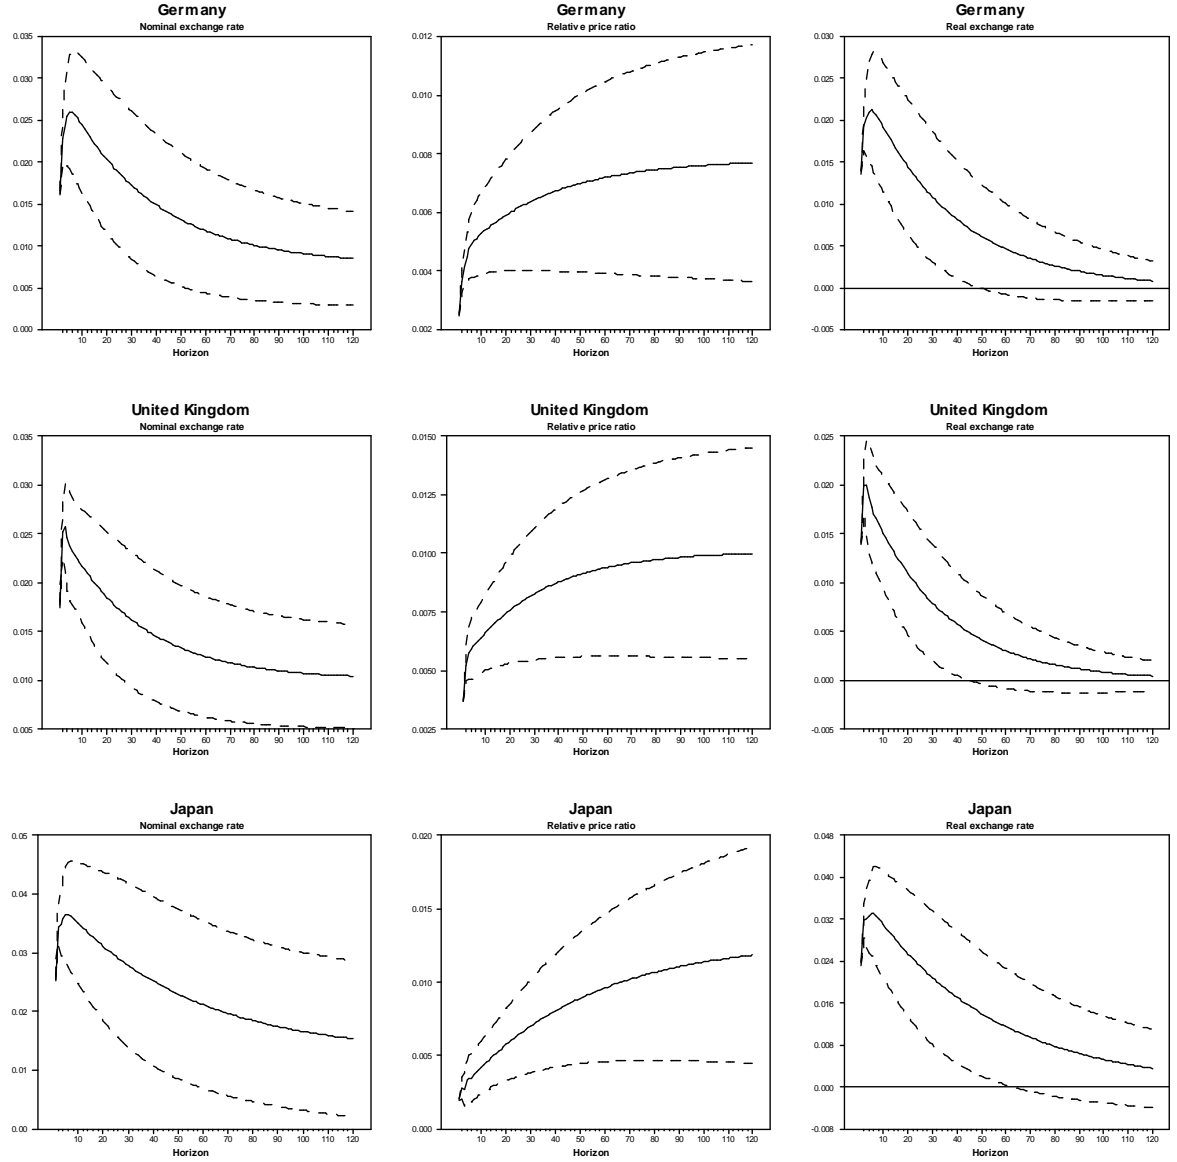 Germany
Nominal exchange rate
0.035
0.030
0.025
0.020
0.015
0.010
0.005
0.000
10 20 30 40 50 60 70 80 90 100 110 120
Horizon
Germany
Relative price ratio
0.012
0.010
0.008
0.006
0.004
0.002
10 20 30 40 50 60 70 80 90 100 110 120
Horizon
Germany
Real exchange rate
0.030
0.025
0.020
0.015
0.010
0.005
0.000
-0.005
10 20 30 40 50 60 70 80 90 100 110 120
Horizon
United Kingdom
Nominal exchange rate
0.035
0.030
0.025
0.020
0.015
0.010
0.005
10 20 30 40 50 60 70 80 90 100 110 120
Horizon
United Kingdom
Relative price ratio
0.0150
0.0125
0.0100
0.0075
0.0050
0.0025
10 20 30 40 50 60 70 80 90 100 110 120
Horizon
United Kingdom
Real exchange rate
0.025
0.020
0.015
0.010
0.005
0.000
-0.005
10 20 30 40 50 60 70 80 90 100 110 120
Horizon
Japan
Nominal exchange rate
0.05
0.04
0.03
0.02
0.01
0.00
10 20 30 40 50 60 70 80 90 100 110 120
Horizon
Japan
Relative price ratio
0.020
0.015
0.010
0.005
0.000
10 20 30 40 50 60 70 80 90 100 110 120
Horizon
Japan
Real exchange rate
0.048
0.040
0.032
0.024
0.016
0.008
0.000
-0.008
10 20 30 40 50 60 70 80 90 100 110 120
Horizon